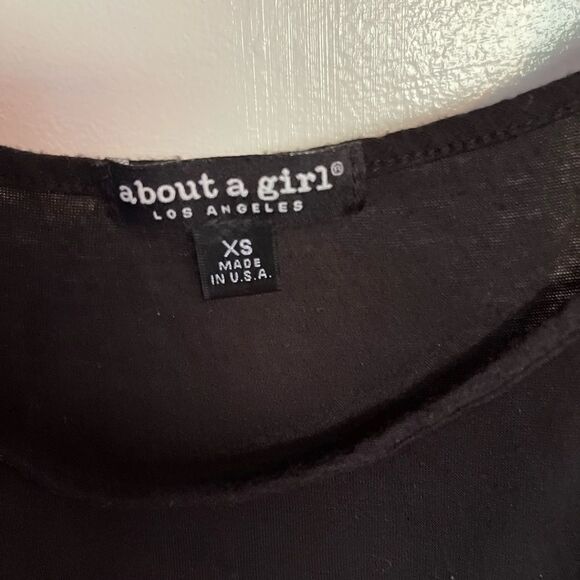 about a girl®
LOS ANGELES
XS
MADE
IN U.S.A.